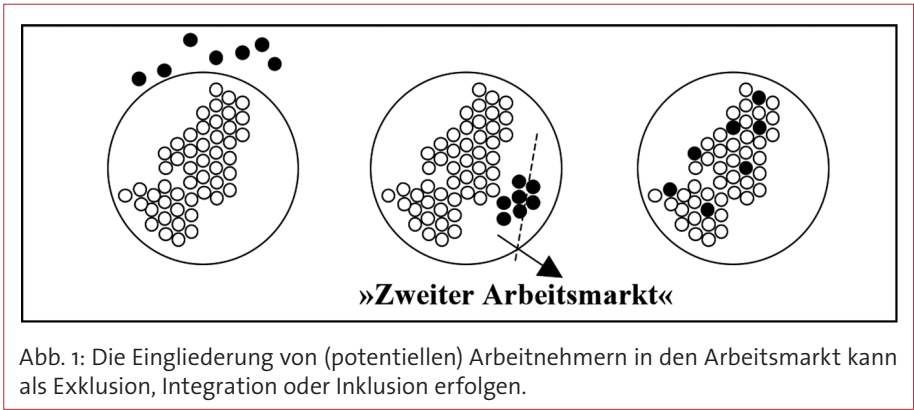 »Zweiter Arbeitsmarkt«
Abb. 1: Die Eingliederung von (potentiellen) Arbeitnehmern in den Arbeitsmarkt kann
als Exklusion, Integration oder Inklusion erfolgen.